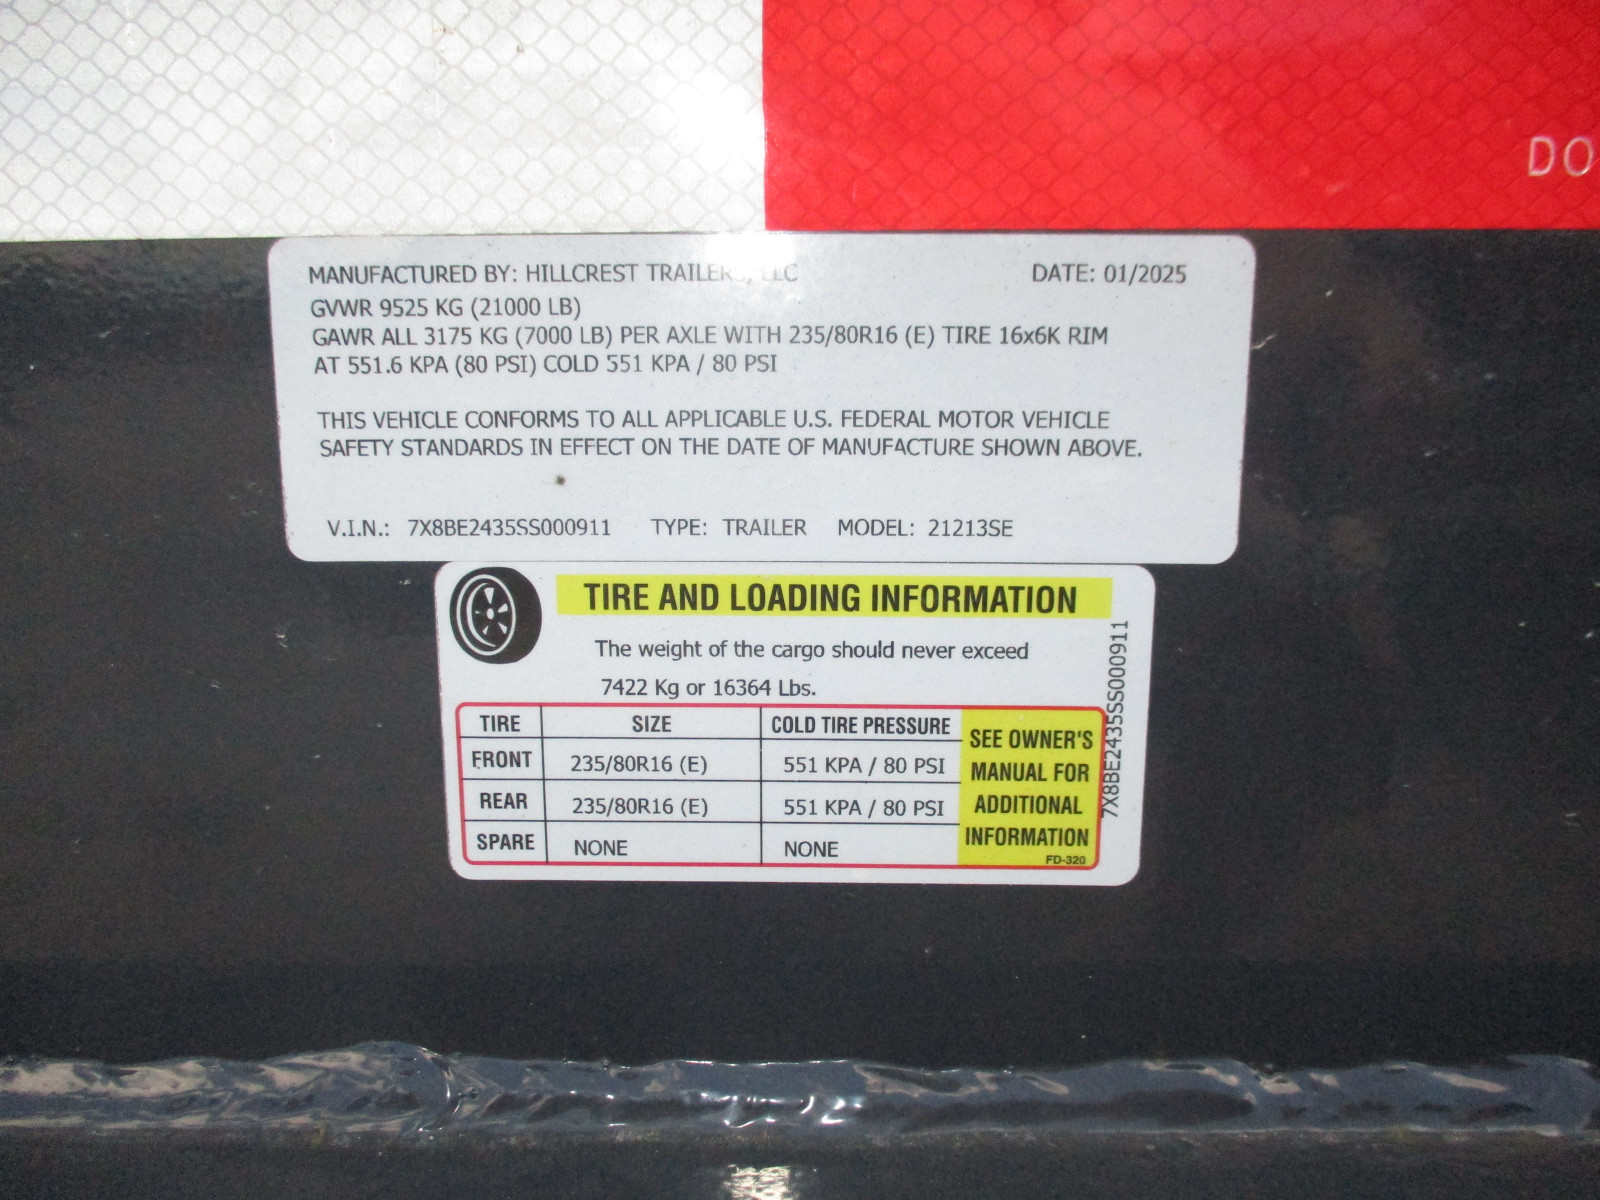 DO
MANUFACTURED BY: HILLCREST TRAILERS, LLC DATE: 01/2025
GVWR 9525 KG (21000 LB)
GAWR ALL 3175 KG (7000 LB) PER AXLE WITH 235/80R16 (E) TIRE 16x6K RIM
AT 551.6 KPA (80 PSI) COLD 551 KPA / 80 PSI
THIS VEHICLE CONFORMS TO ALL APPLICABLE U.S. FEDERAL MOTOR VEHICLE
SAFETY STANDARDS IN EFFECT ON THE DATE OF MANUFACTURE SHOWN ABOVE.
V.I.N.: 7X8BE2435SS000911 TYPE: TRAILER MODEL: 21213SE
TIRE AND LOADING INFORMATION
The weight of the cargo should never exceed
7422 Kg or 16364 Lbs.
TIRE SIZE COLD TIRE PRESSURE
FRONT 235/80R16 (E) 551 KPA / 80 PSI
REAR 235/80R16 (E) 551 KPA / 80 PSI
SPARE NONE NONE
SEE OWNER'S
MANUAL FOR
ADDITIONAL
INFORMATION
FD-320
7X8BE2435SS000911